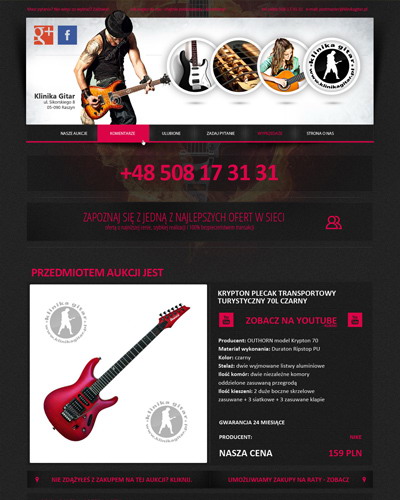 Klinika Gitar
ul. Sikorskiego 8
05-090 Raszyn
klinika gitar
www.klinikagitar.pl
NASZE AUKCJE
KOMENTARZE
ULUBIONE
ZADAJ PYTANIE
WYPRZEDAŻE
STRONA O NAS
+48 508 17 31 31
ZAPOZNAJ SIĘ Z JEDNĄ Z NAJLEPSZYCH OFERT W SIECI
PRZEDMIOTEM AUKCJI JEST
klinika gitar
www.klinikagitar.pl
klinika gitar
www.klinikagitar.pl
KRYPTON PLECAK TRANSPORTOWY
TURYSTYCZNY 70L CZARNY
ZOBACZ NA YOUTUBE
Producent: OUTHORN model Krypton 70
Materiał wykonania: Duraton Ripstop PU
Kolor: czarny
Stelaż: dwie wyjmowane listwy aluminiowe
Ilość komór: dwie niezależne komory
oddzielone zasuwaną przegrodą
Ilość kieszeni: 2 duże boczne skrzelowe
zasuwane + 3 siatkowe + 3 zasuwane klapie
GWARANCJA 24 MIESIĄCE
PRODUCENT: NIKE
NASZA CENA 159 PLN
NIE ZDĄŻYŁEŚ Z ZAKUPEM NA TEJ AUKCJI? KLIKNIJ.
UMOŻLIWIAMY ZAKUPY NA RATY - ZOBACZ